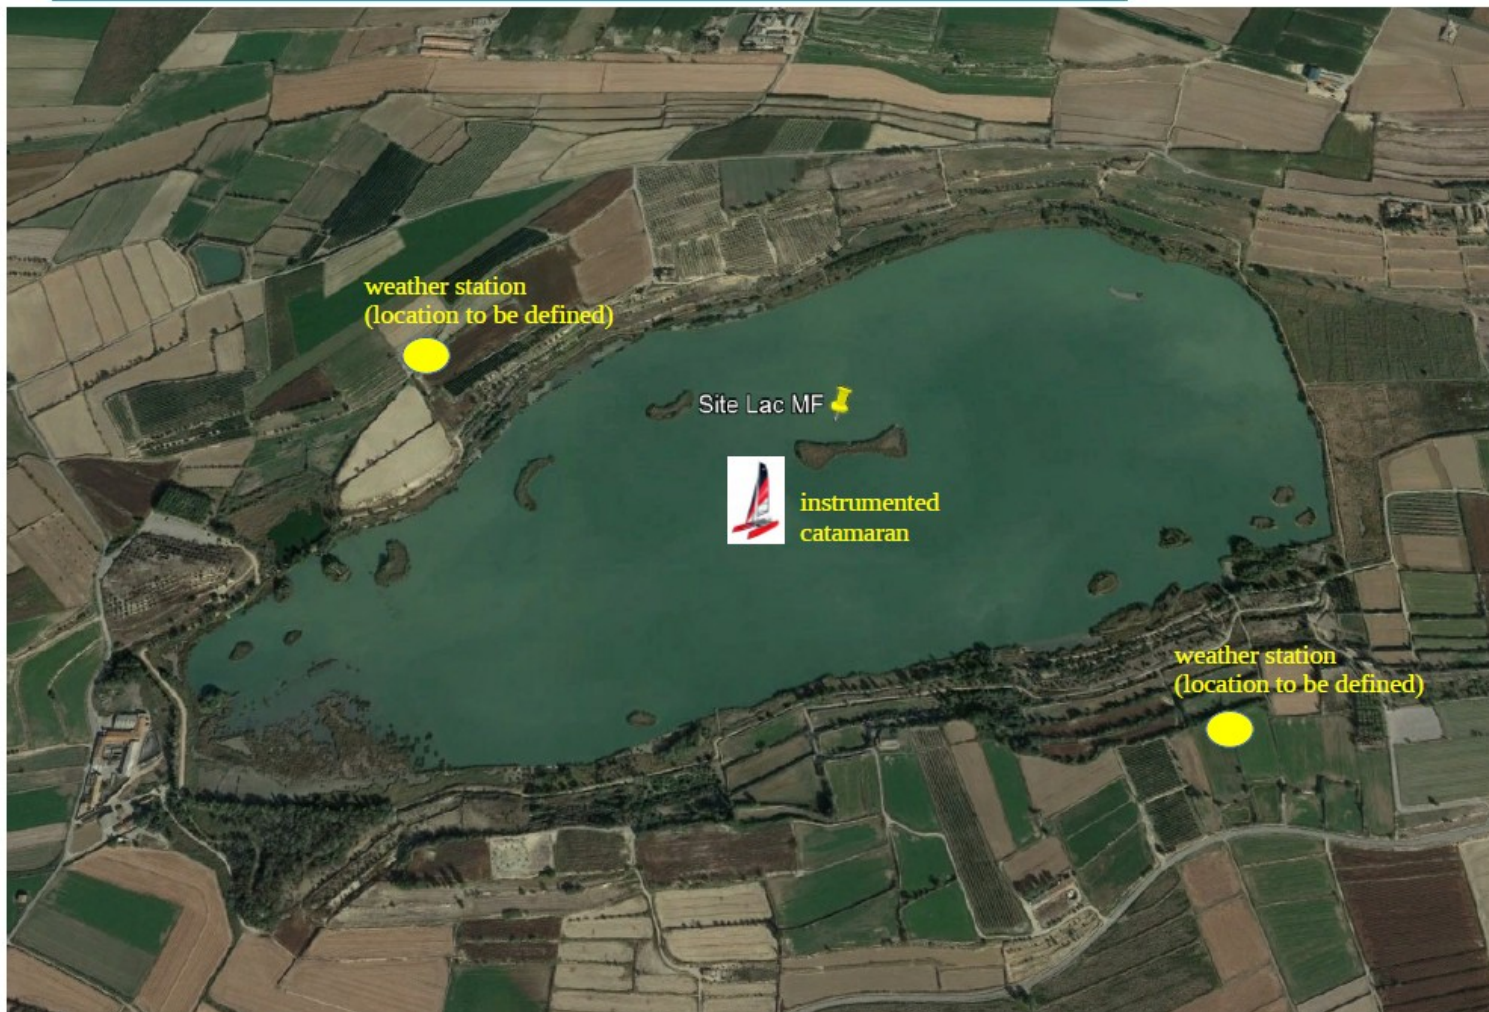 weather station
(location to be defined)
Site Lac MF
instrumented
catamaran
weather station
(location to be defined)